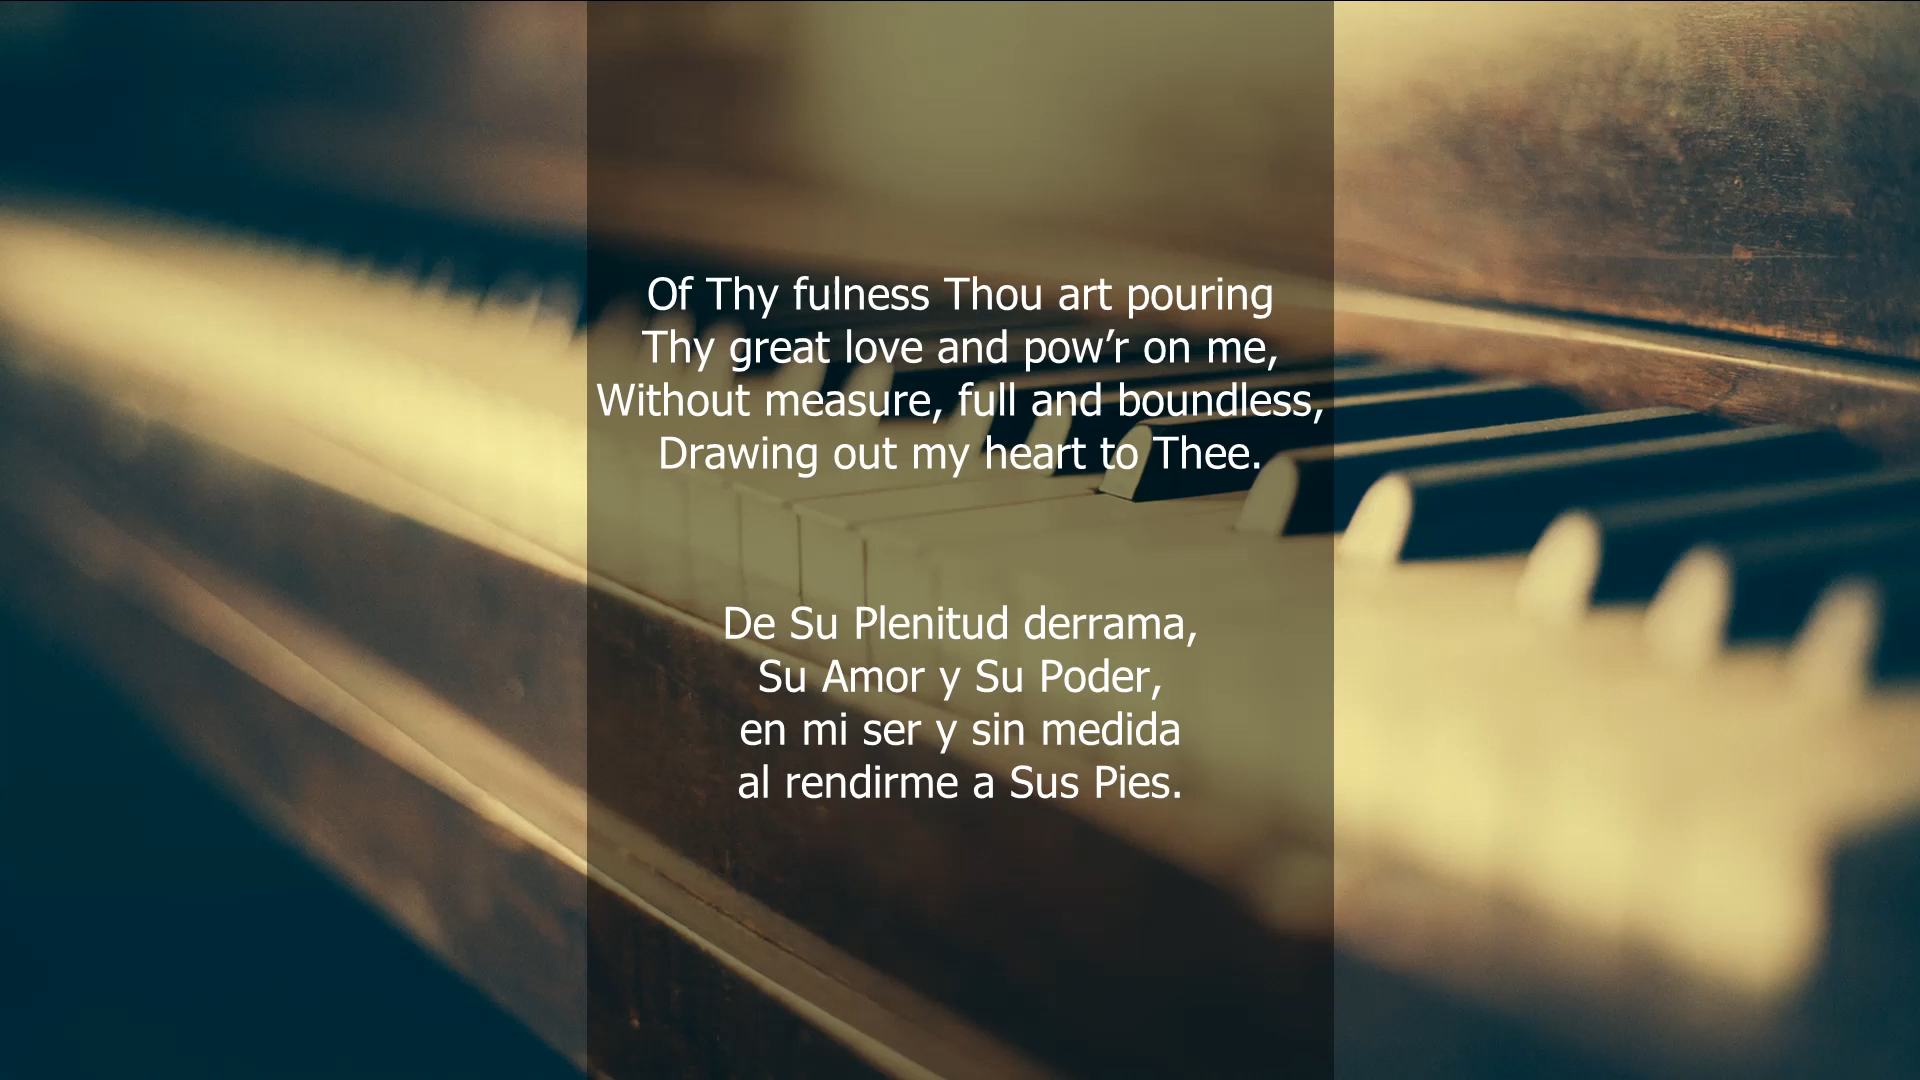 Of Thy fulness Thou art pouring
Thy great love and pow’r on me,
Without measure, full and boundless,
Drawing out my heart to Thee.
De Su Plenitud derrama,
Su Amor y Su Poder,
en mi ser y sin medida
al rendirme a Sus Pies.